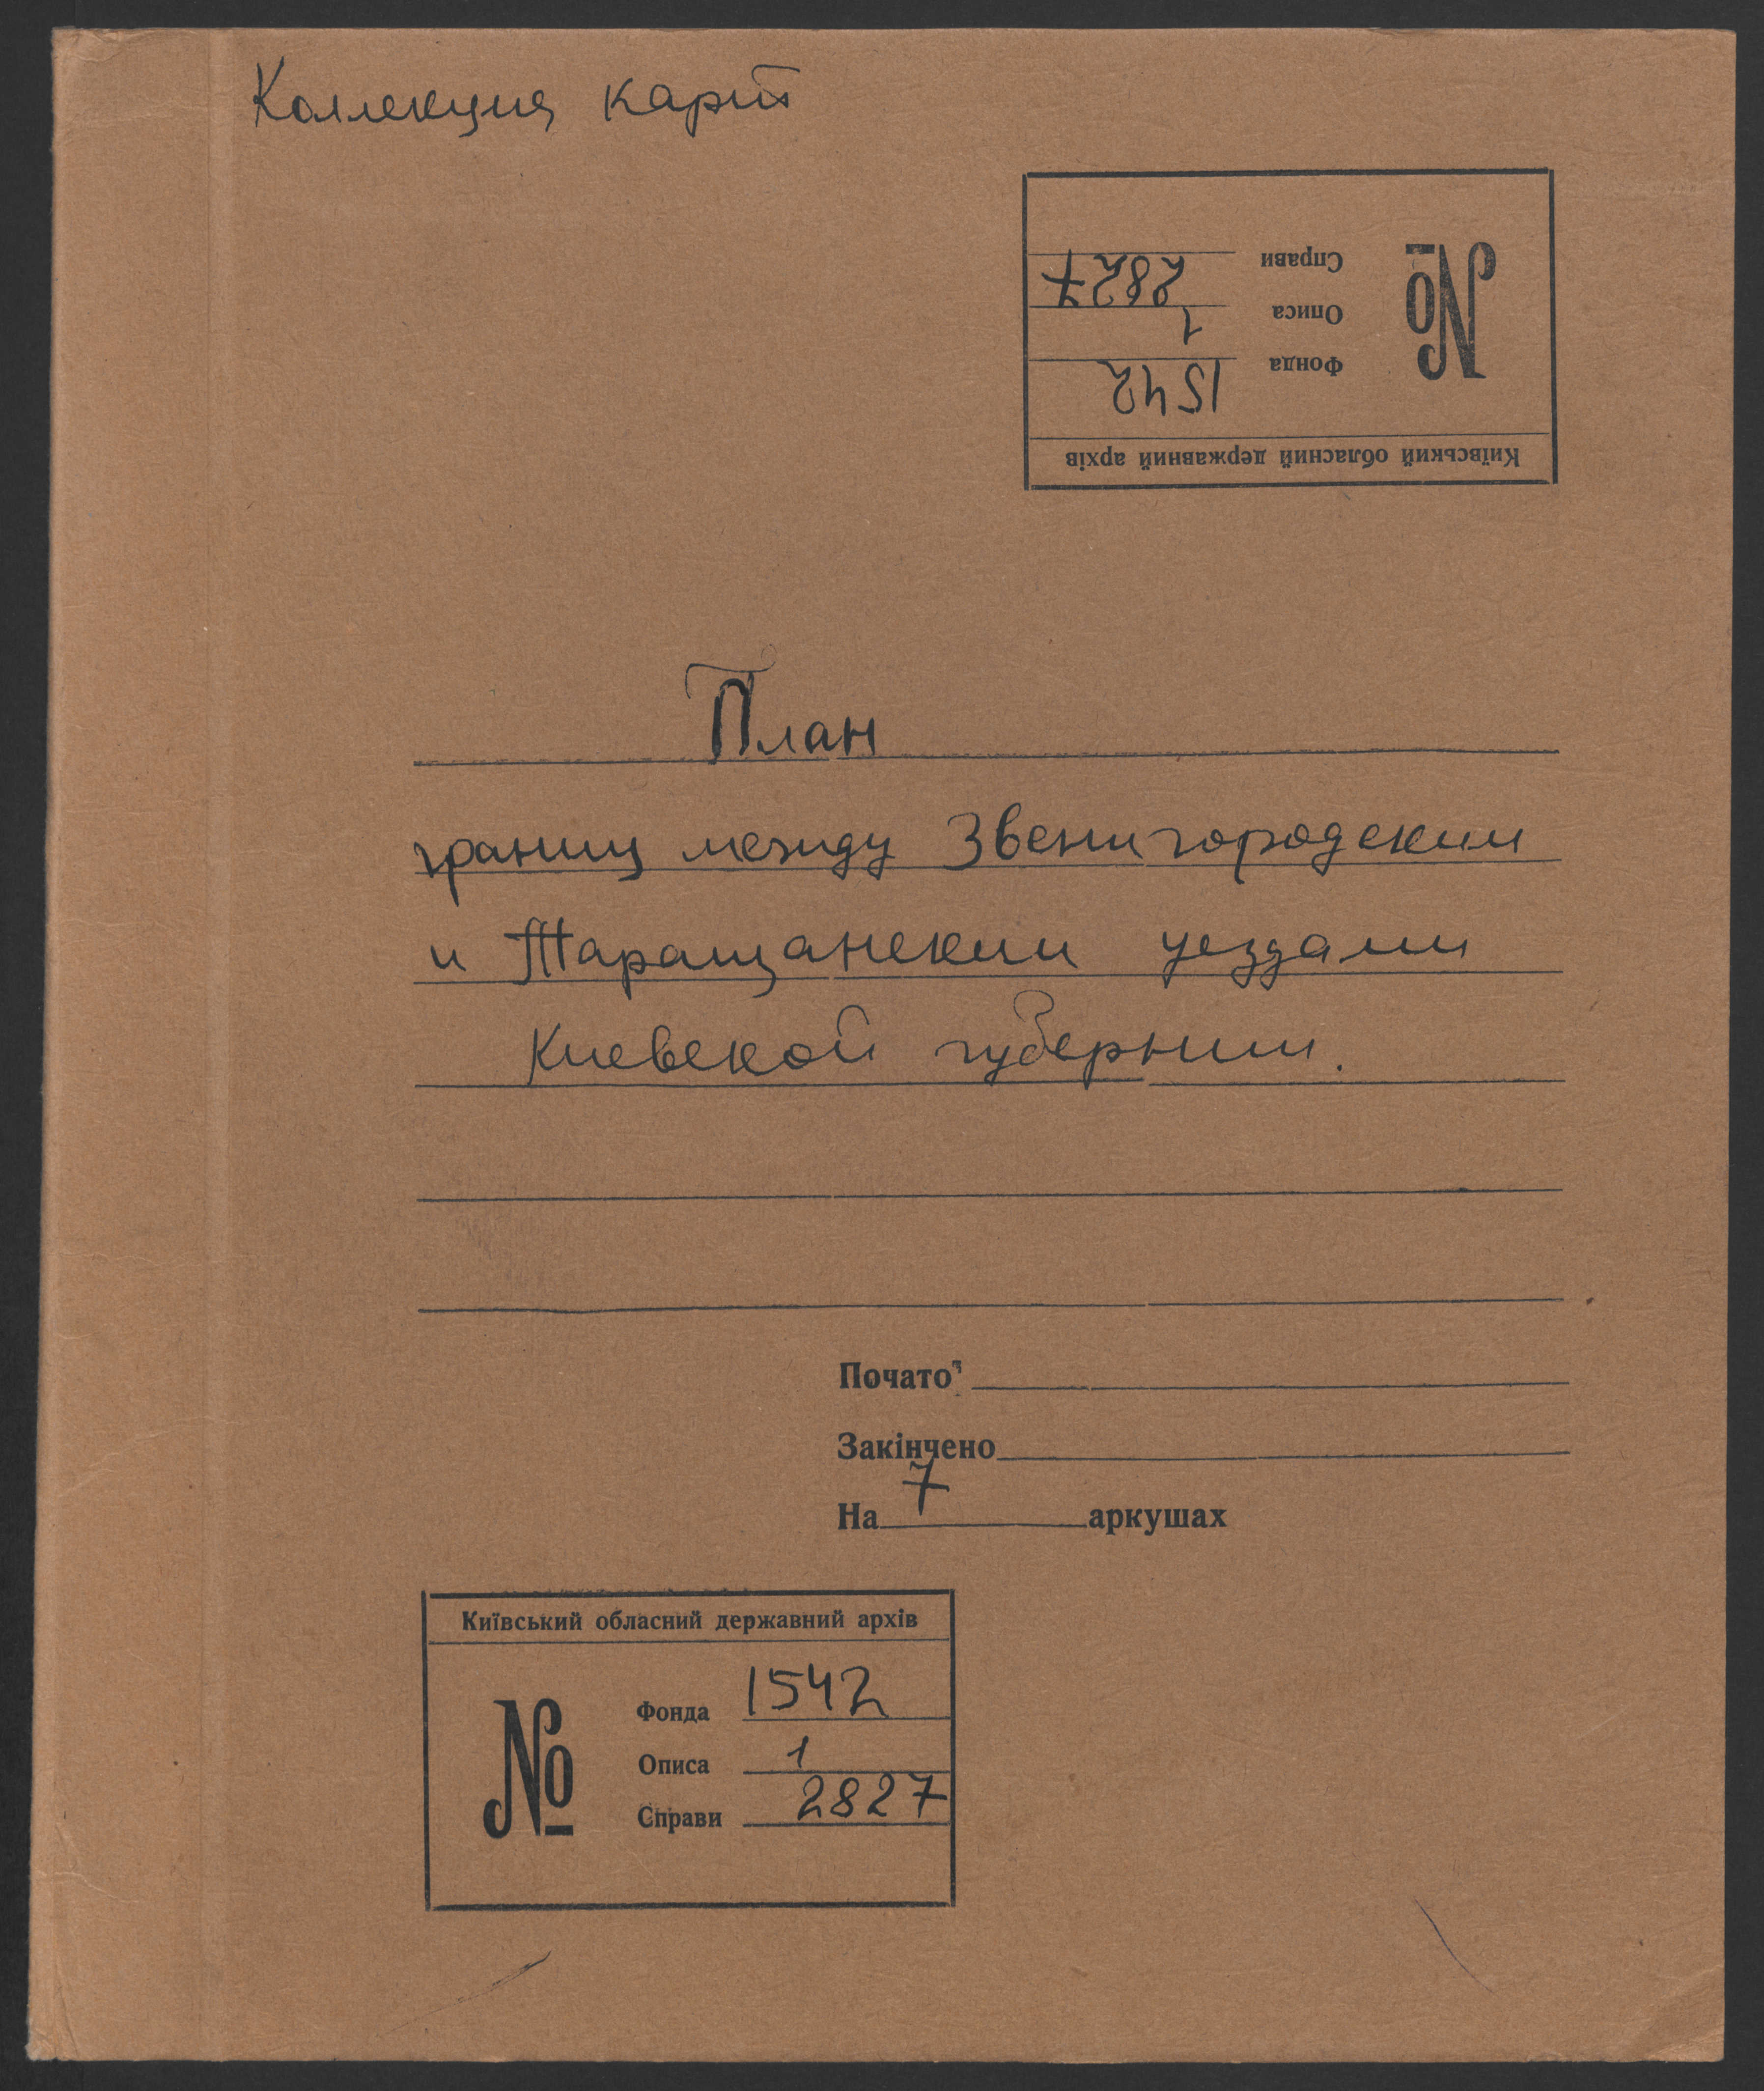 Коллекция карт
Київський обласний державний архів
№
Фонда 1542
Описа 1
Справи 2827
План
границ между Звенигородским
и Таращанским уездами
Киевской губернии.
Почато
Закінчено
На 7 аркушах
Київський обласний державний архів
№
Фонда 1542
Описа 1
Справи 2827